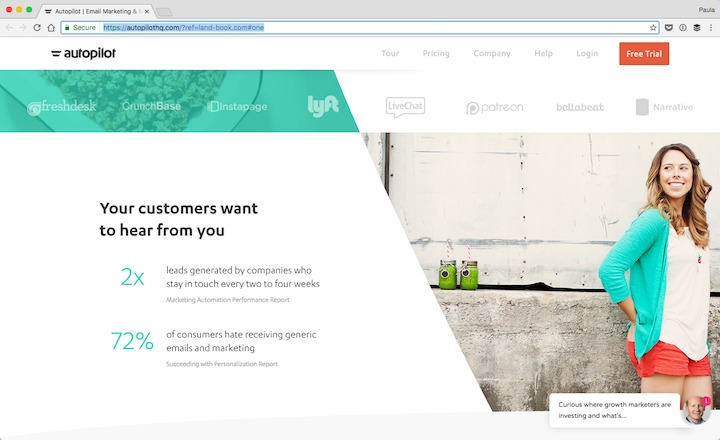 Autopilot | Email Marketing &
Paula
Secure
https://autopilothq.com/?ref=land-book.com#one
autopilot
Tour
Pricing
Company
Help
Login
Free Trial
freshdesk
CrunchBase
Instapage
lyft
LiveChat
patreon
bellabeat
Narrative
Your customers want
to hear from you
2x
leads generated by companies who
stay in touch every two to four weeks
Marketing Automation Performance Report
72%
of consumers hate receiving generic
emails and marketing
Succeeding with Personalization Report
Curious where growth marketers are
investing and what's...
1